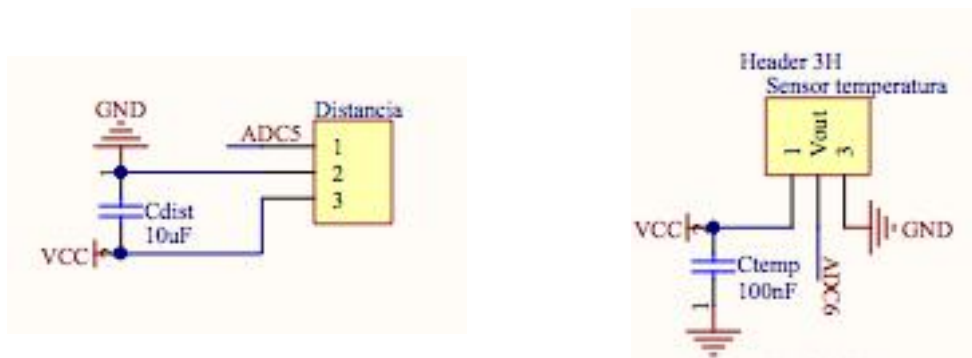 GND
Distancia
ADC5
1
2
3
Cdist
10uF
VCC
Header 3H
Sensor temperatura
1
Vout
3
VCC
GND
Ctemp
100nF
ADC6
1